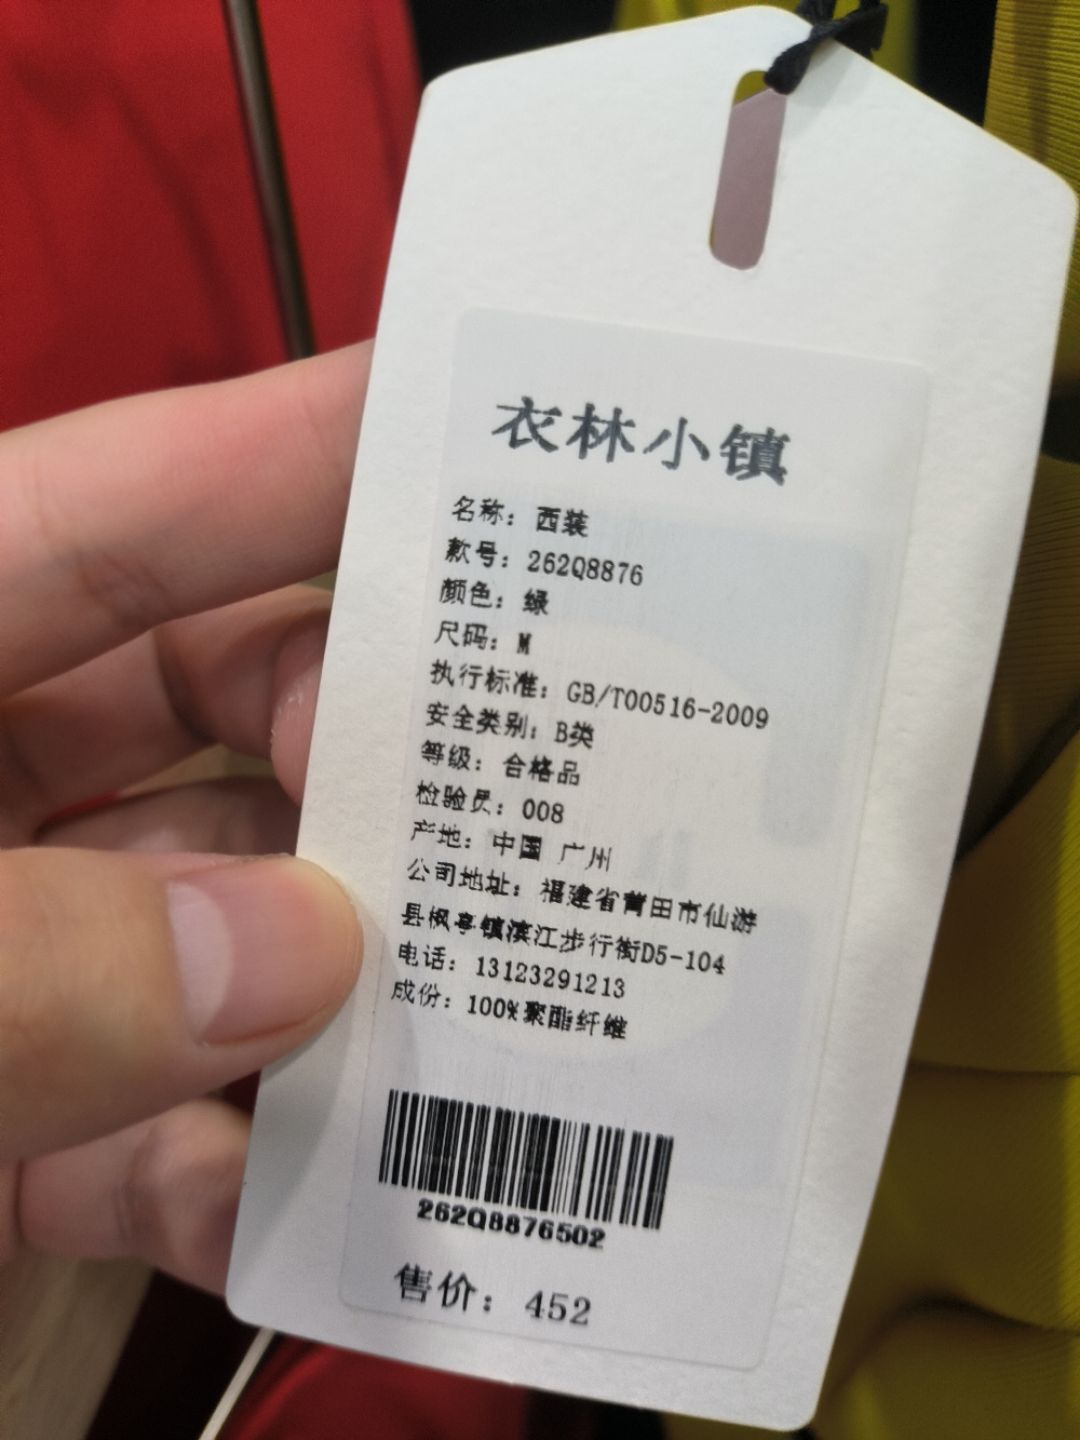 衣林小镇
名称：西装
款号：262Q8876
颜色：绿
尺码：M
执行标准：GB/T00516-2009
安全类别：B类
等级：合格品
检验员：008
产地：中国 广州
公司地址：福建省莆田市仙游
县枫亭镇滨江步行街D5-104
电话：13123291213
成份：100%聚酯纤维
262Q8876502
售价：452